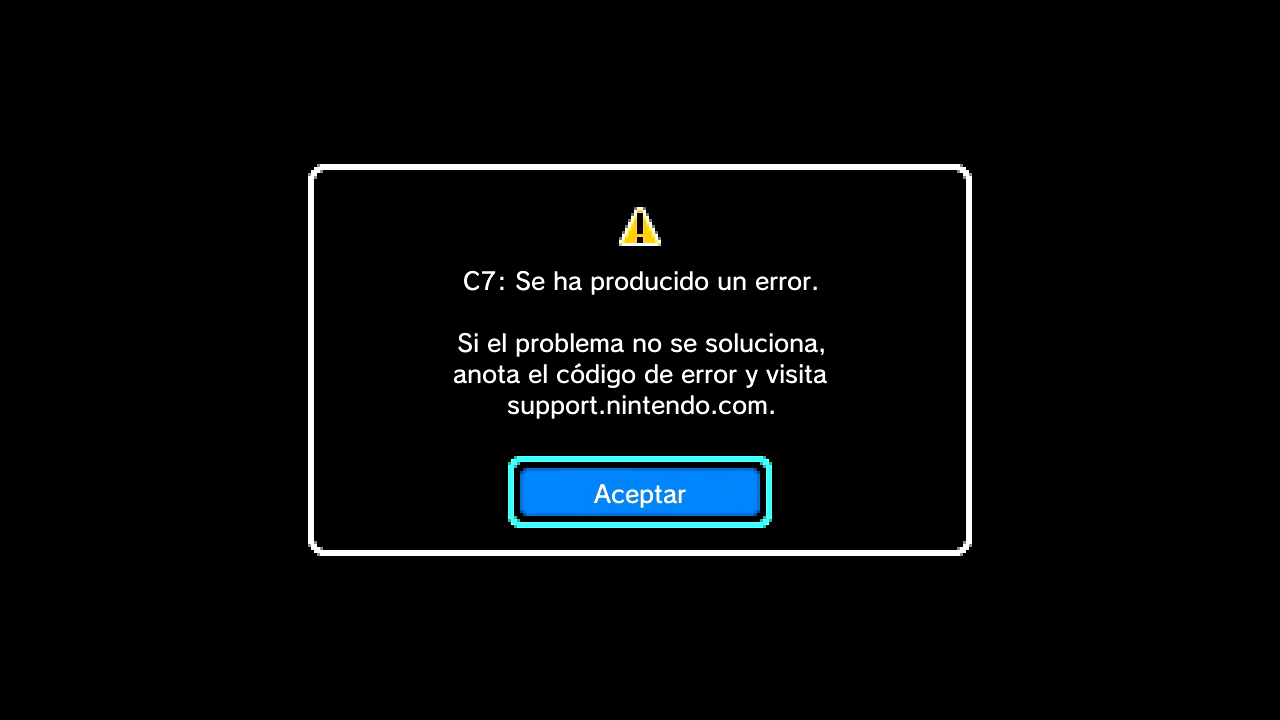 C7: Se ha producido un error.
Si el problema no se soluciona,
anota el código de error y visita
support.nintendo.com.
Aceptar